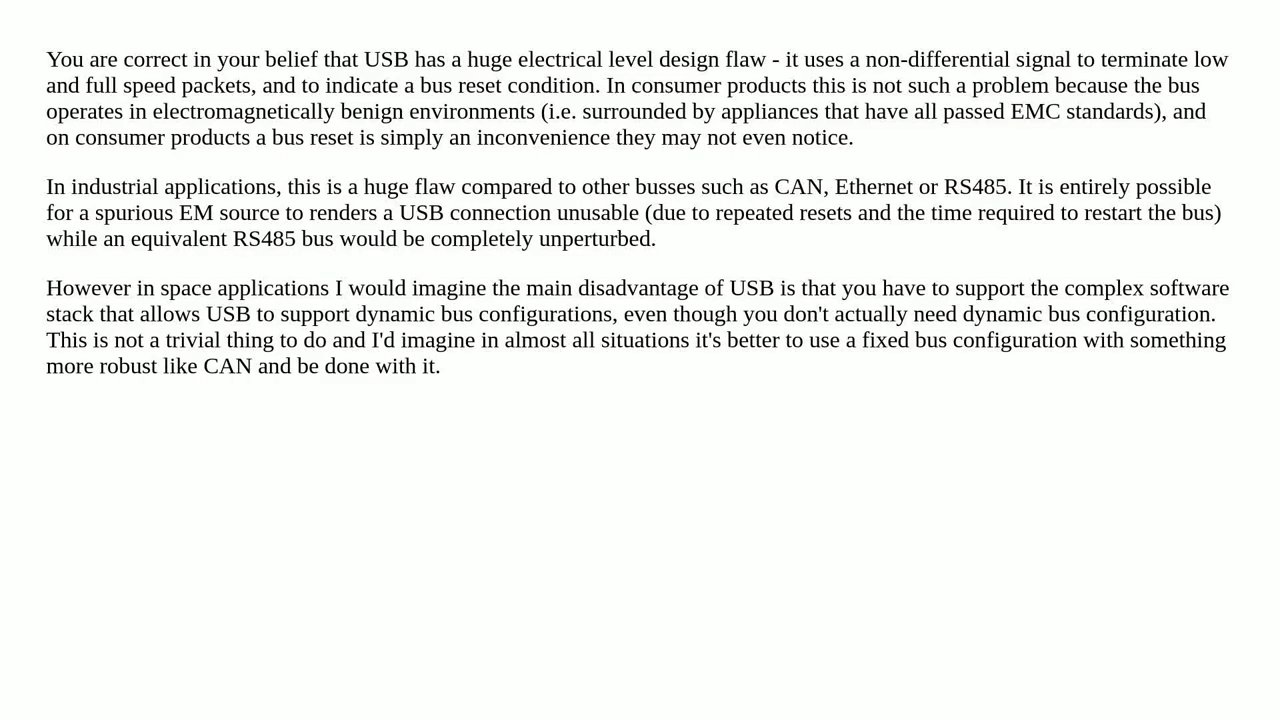 You are correct in your belief that USB has a huge electrical level design flaw - it uses a non-differential signal to terminate low
and full speed packets, and to indicate a bus reset condition. In consumer products this is not such a problem because the bus
operates in electromagnetically benign environments (i.e. surrounded by appliances that have all passed EMC standards), and
on consumer products a bus reset is simply an inconvenience they may not even notice.
In industrial applications, this is a huge flaw compared to other busses such as CAN, Ethernet or RS485. It is entirely possible
for a spurious EM source to renders a USB connection unusable (due to repeated resets and the time required to restart the bus)
while an equivalent RS485 bus would be completely unperturbed.
However in space applications I would imagine the main disadvantage of USB is that you have to support the complex software
stack that allows USB to support dynamic bus configurations, even though you don't actually need dynamic bus configuration.
This is not a trivial thing to do and I'd imagine in almost all situations it's better to use a fixed bus configuration with something
more robust like CAN and be done with it.